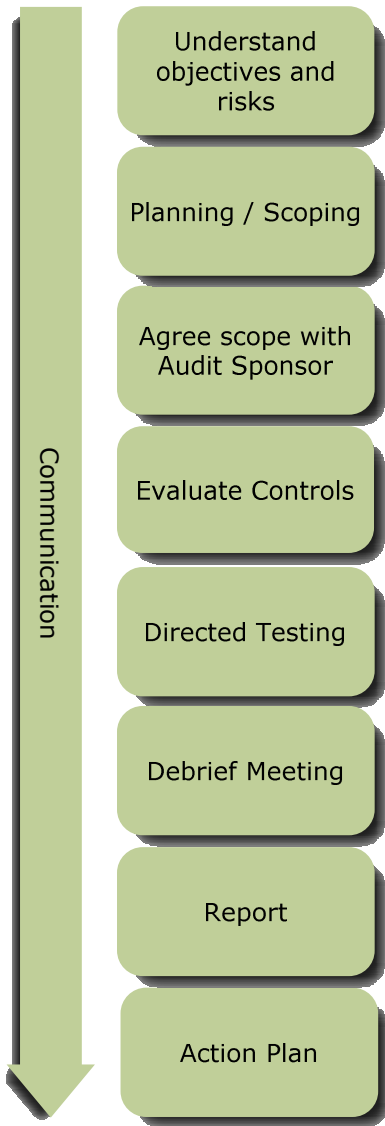 Understand
objectives and
risks
Planning / Scoping
Agree scope with
Audit Sponsor
Evaluate Controls
Communication
Directed Testing
Debrief Meeting
Report
Action Plan